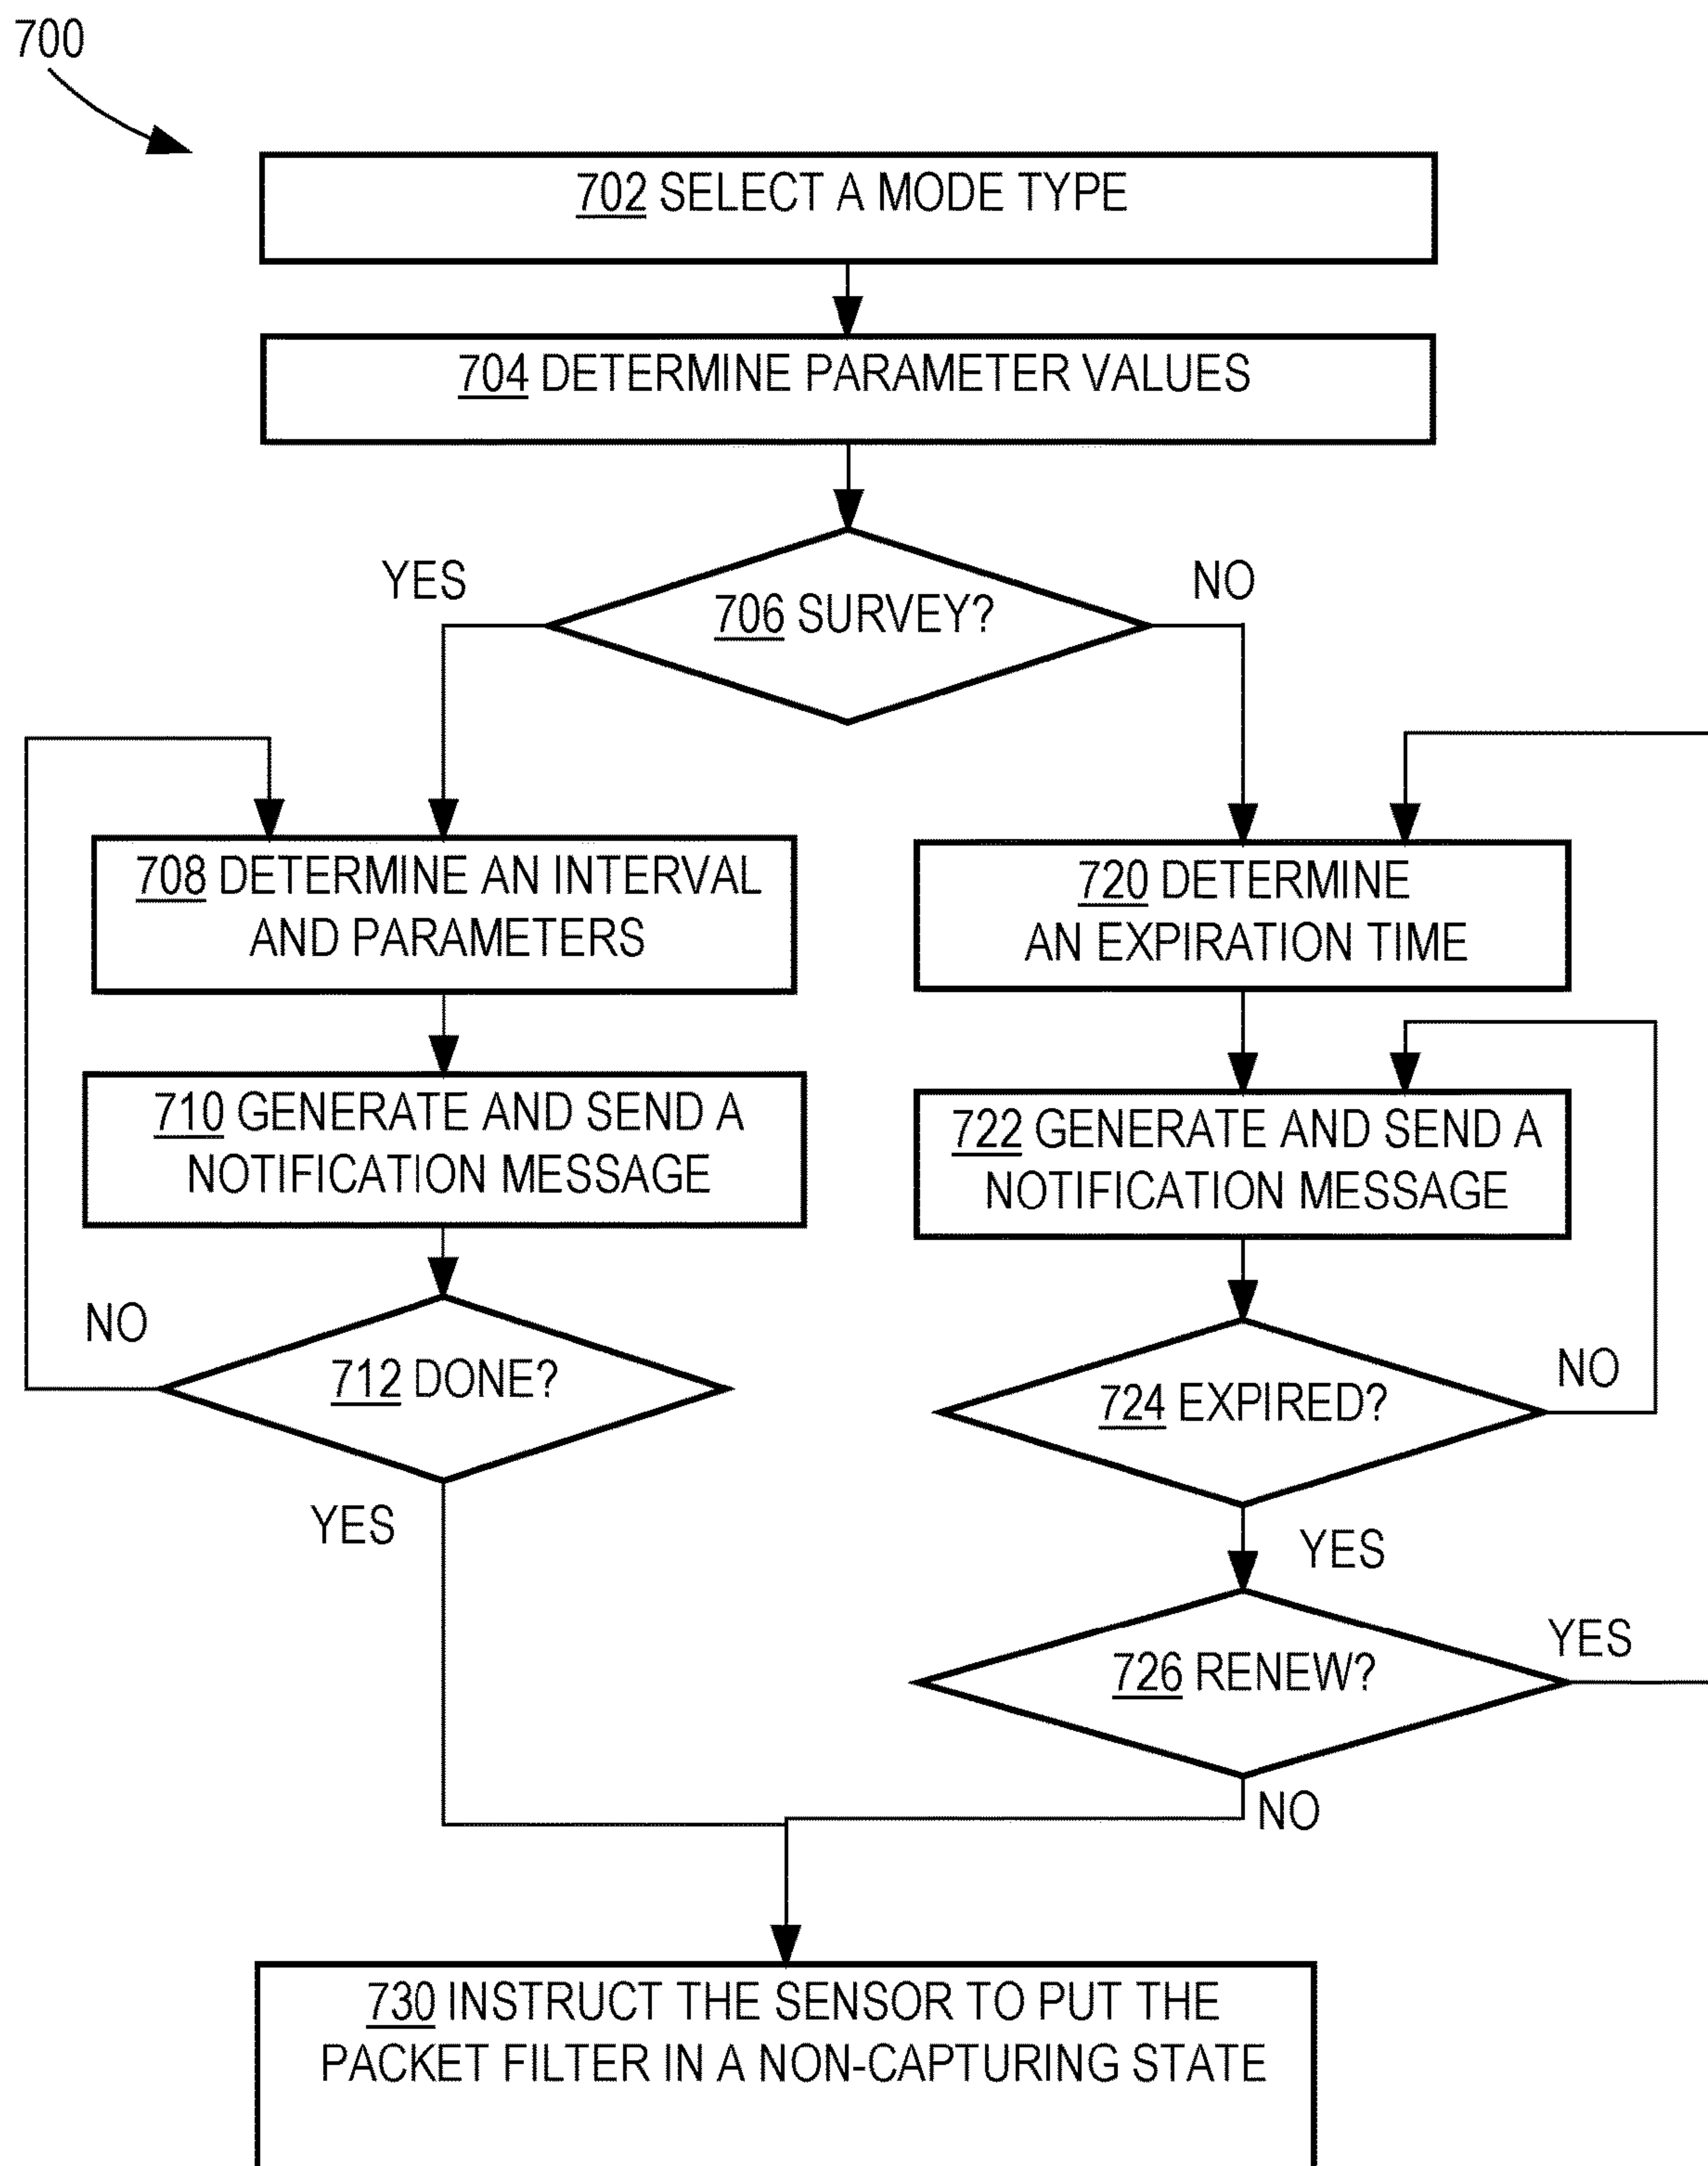 700
702 SELECT A MODE TYPE
704 DETERMINE PARAMETER VALUES
YES
706 SURVEY?
NO
708 DETERMINE AN INTERVAL
AND PARAMETERS
710 GENERATE AND SEND A
NOTIFICATION MESSAGE
NO
712 DONE?
YES
720 DETERMINE
AN EXPIRATION TIME
722 GENERATE AND SEND A
NOTIFICATION MESSAGE
724 EXPIRED?
NO
YES
726 RENEW?
YES
NO
730 INSTRUCT THE SENSOR TO PUT THE
PACKET FILTER IN A NON-CAPTURING STATE